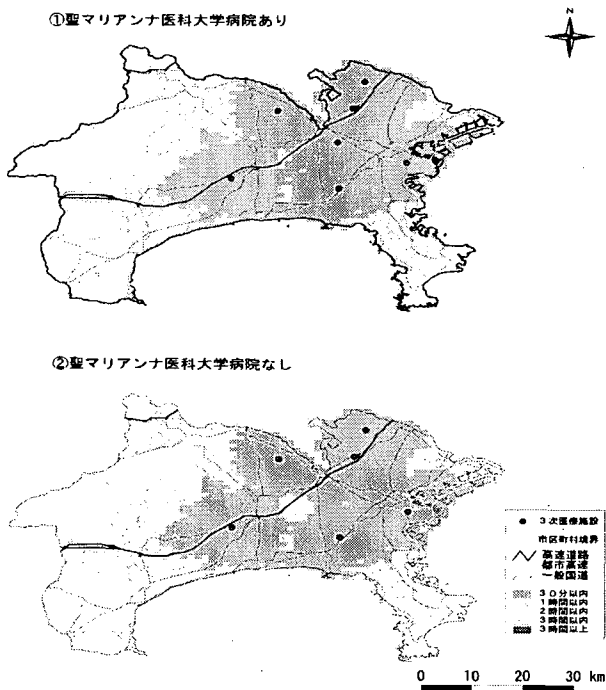 ①聖マリアンナ医科大学病院あり
N
②聖マリアンナ医科大学病院なし
3次医療施設
市区町村境界
高速道路
都市高速
一般国道
30分以内
1時間以内
2時間以内
3時間以内
3時間以上
0 10 20 30 km